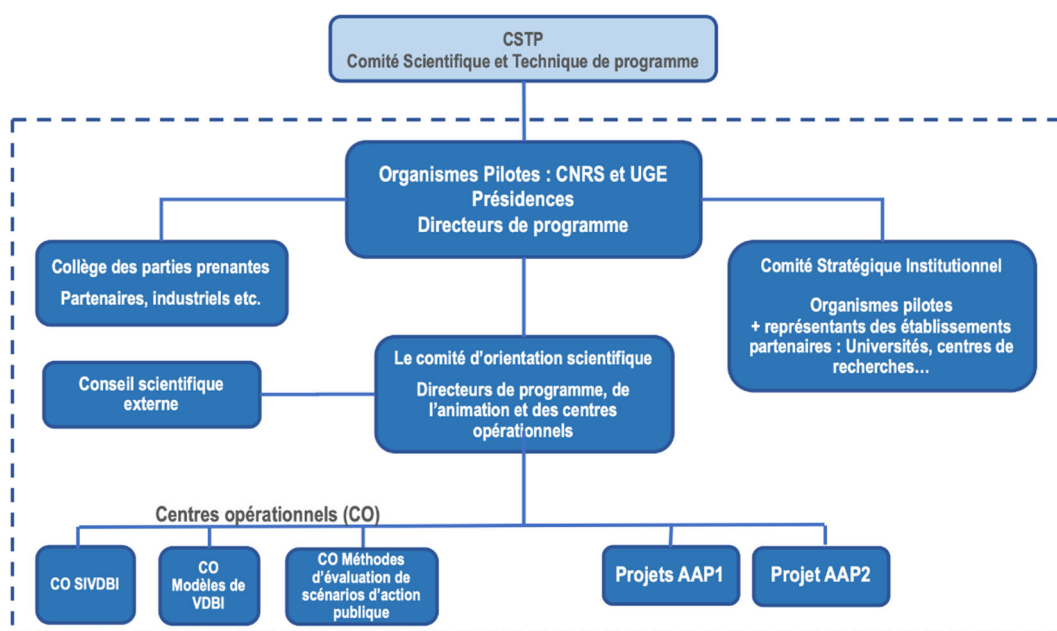 CSTP
Comité Scientifique et Technique de programme
Organismes Pilotes : CNRS et UGE
Présidences
Directeurs de programme
Collège des parties prenantes
Partenaires, industriels etc.
Comité Stratégique Institutionnel
Organismes pilotes
+ représentants des établissements
partenaires : Universités, centres de
recherches…
Le comité d'orientation scientifique
Directeurs de programme, de
l'animation et des centres
opérationnels
Conseil scientifique
externe
Centres opérationnels (CO)
CO SIVDBI
CO
Modèles de
VDBI
CO Méthodes
d'évaluation de
scénarios d'action
publique
Projets AAP1
Projet AAP2